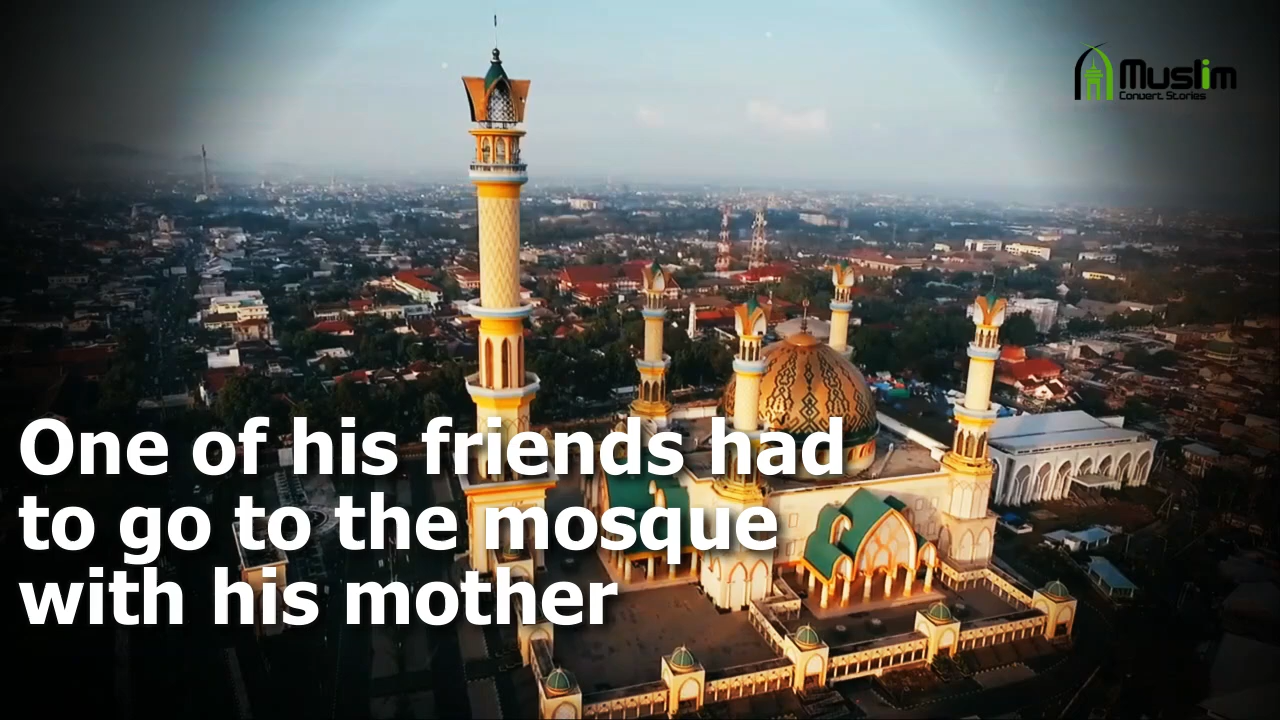 Muslim
Convert Stories
One of his friends had
to go to the mosque
with his mother